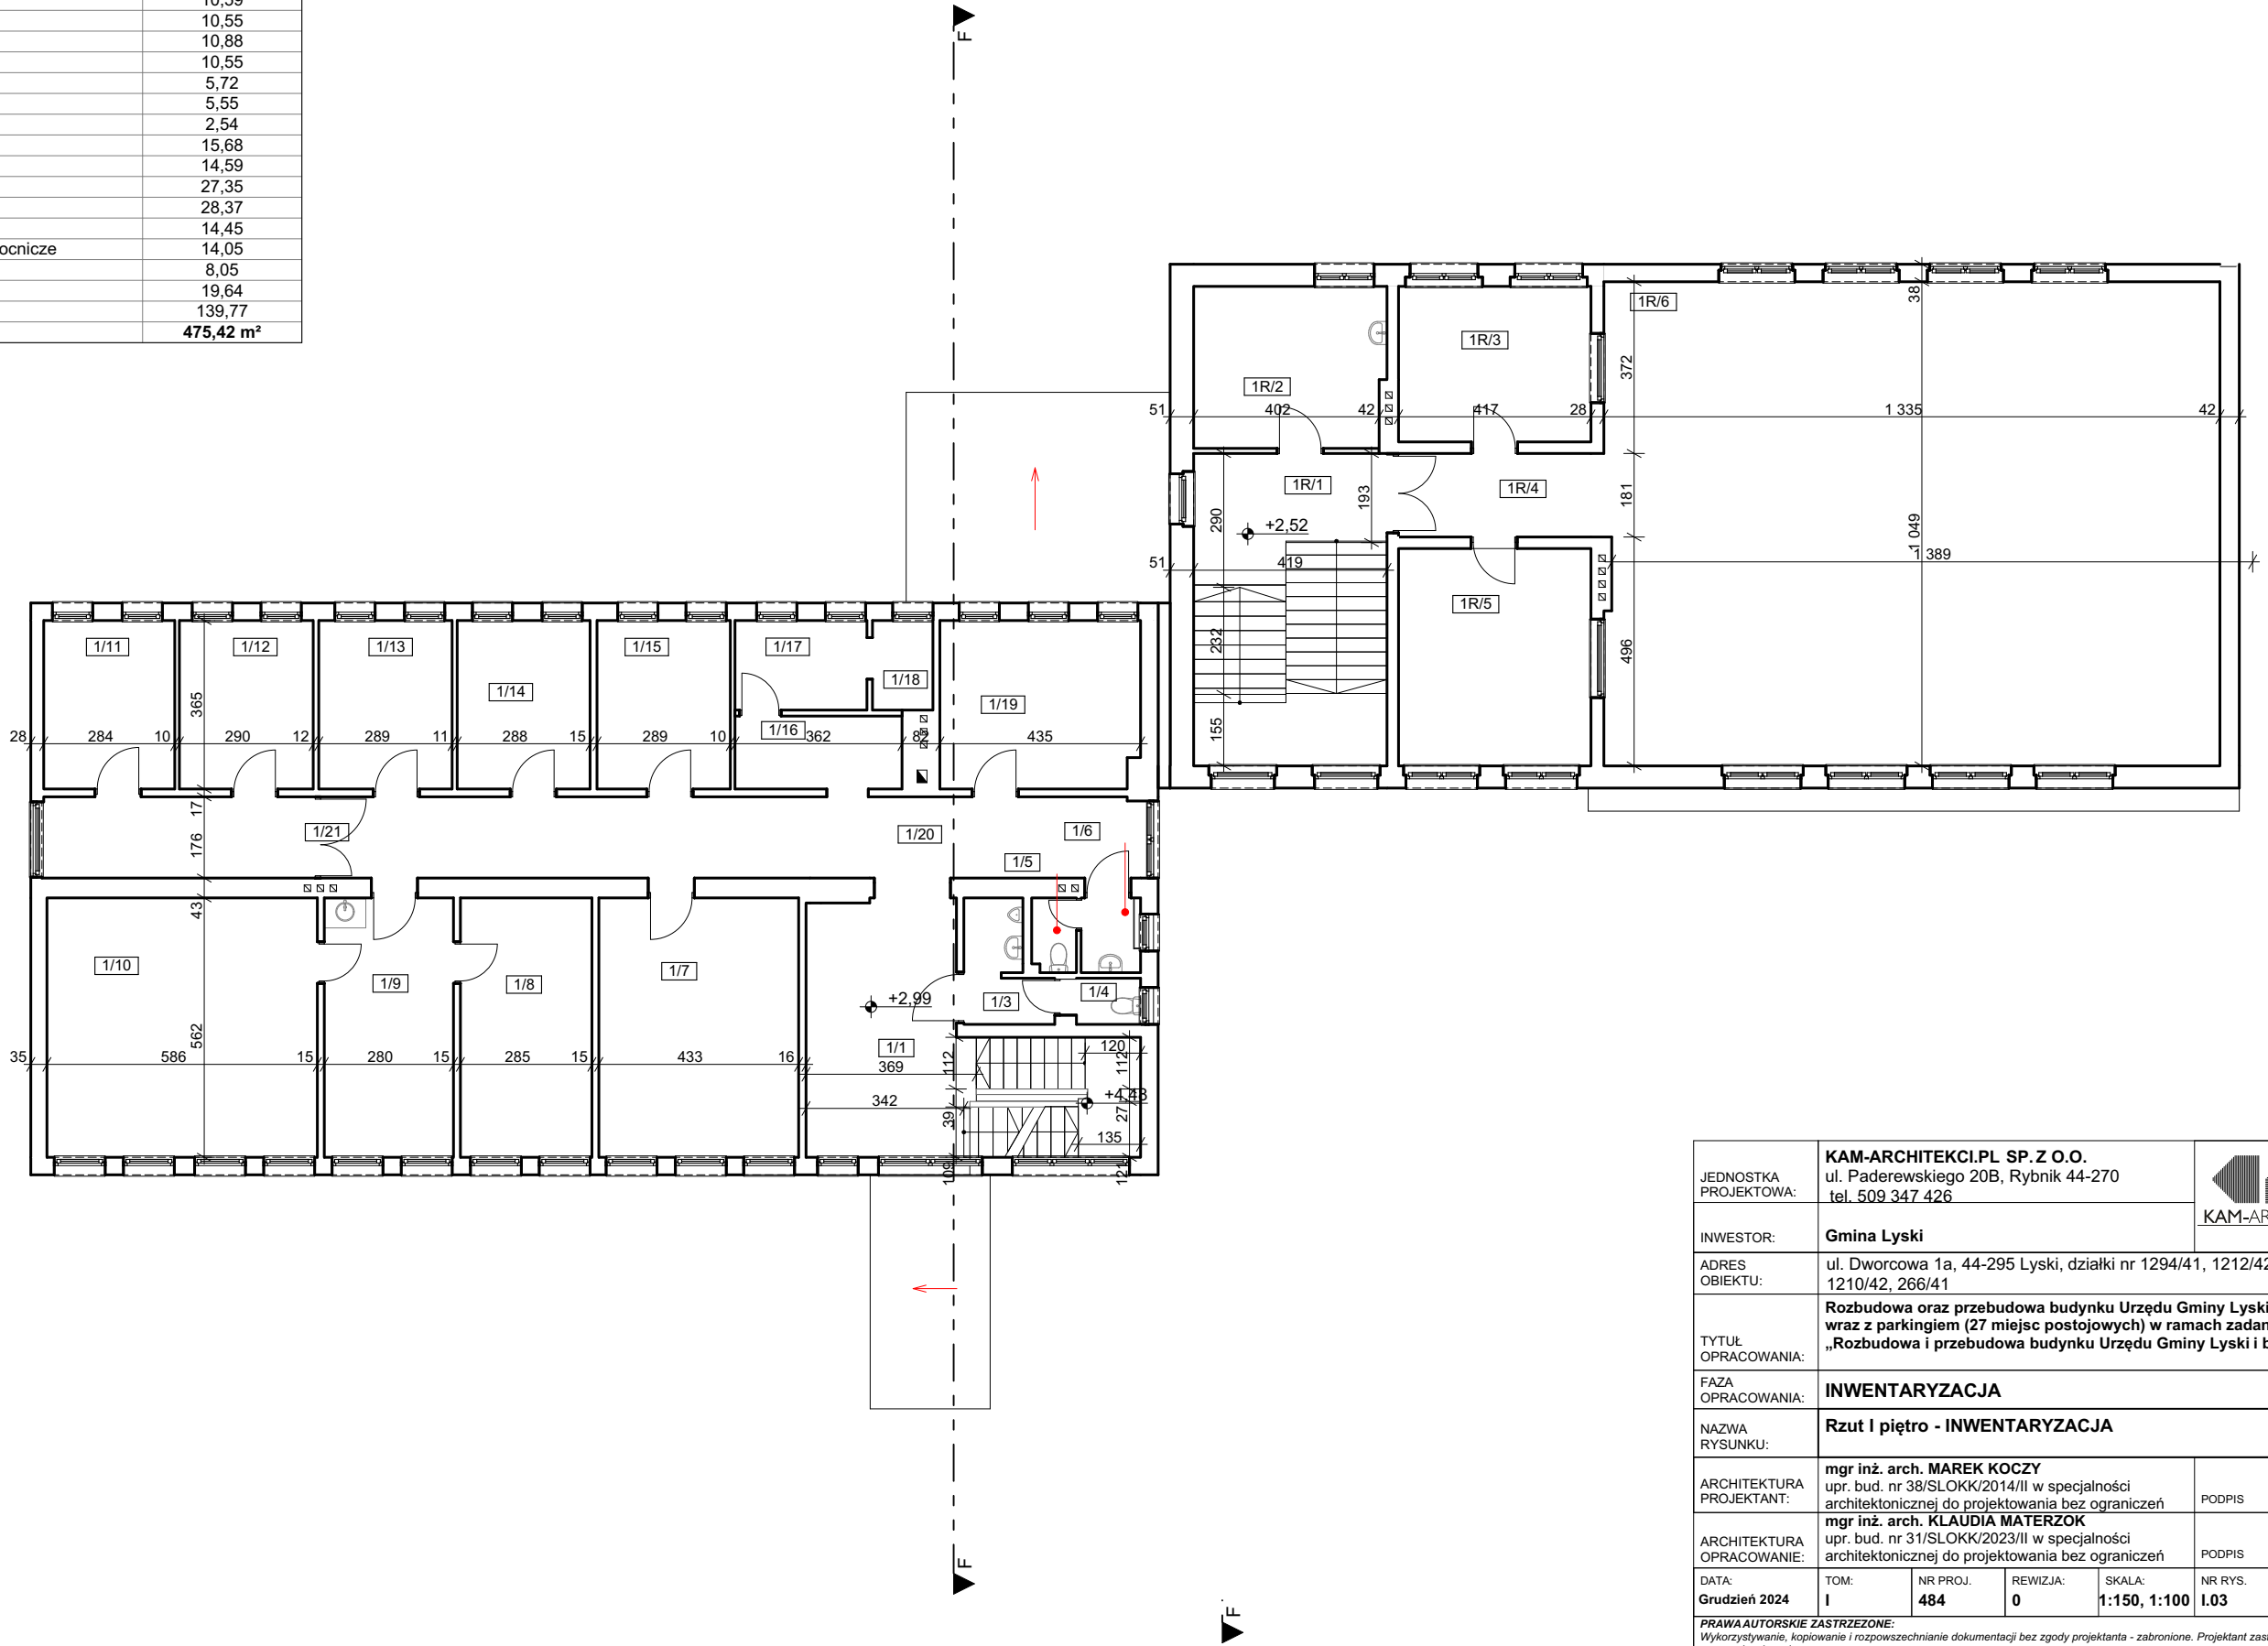 10,59
10,55
10,88
10,55
5,72
5,55
2,54
15,68
14,59
27,35
28,37
14,45
ocnicze 14,05
8,05
19,64
139,77
475,42 m²
F
1R/6
38
1R/3
1R/2
372
51 402 42 417 28 1 335 42
1R/1
1R/4
193
181
290
+2,52
1 049
1 389
51 419
1R/5
232
496
155
1/11 1/12 1/13 1/15 1/17
1/14
1/18
1/19
365
1/16
28 284 10 290 12 289 11 288 15 289 10 362 82 435
17
1/21 1/20 1/6
176
1/5
43
1/10 1/9 1/8 1/7
1/3 1/4
+2,99
562
1/1
35 586 15 280 15 285 15 433 16
369
112
120
112
342
39
+4,48
27
135
109
121
F
F
JEDNOSTKA PROJEKTOWA:
KAM-ARCHITEKCI.PL SP. Z O.O.
ul. Paderewskiego 20B, Rybnik 44-270
tel. 509 347 426
KAM-AR
INWESTOR: Gmina Lyski
ADRES OBIEKTU:
ul. Dworcowa 1a, 44-295 Lyski, działki nr 1294/41, 1212/42
1210/42, 266/41
TYTUŁ OPRACOWANIA:
Rozbudowa oraz przebudowa budynku Urzędu Gminy Lyski
wraz z parkingiem (27 miejsc postojowych) w ramach zadan
„Rozbudowa i przebudowa budynku Urzędu Gminy Lyski i b
FAZA OPRACOWANIA: INWENTARYZACJA
NAZWA RYSUNKU: Rzut I piętro - INWENTARYZACJA
ARCHITEKTURA PROJEKTANT:
mgr inż. arch. MAREK KOCZY
upr. bud. nr 38/SLOKK/2014/II w specjalności
architektonicznej do projektowania bez ograniczeń PODPIS
ARCHITEKTURA OPRACOWANIE:
mgr inż. arch. KLAUDIA MATERZOK
upr. bud. nr 31/SLOKK/2023/II w specjalności
architektonicznej do projektowania bez ograniczeń PODPIS
DATA: TOM: NR PROJ. REWIZJA: SKALA: NR RYS.
Grudzień 2024 I 484 0 1:150, 1:100 I.03
PRAWA AUTORSKIE ZASTRZEŻONE:
Wykorzystywanie, kopiowanie i rozpowszechnianie dokumentacji bez zgody projektanta - zabronione. Projektant zast